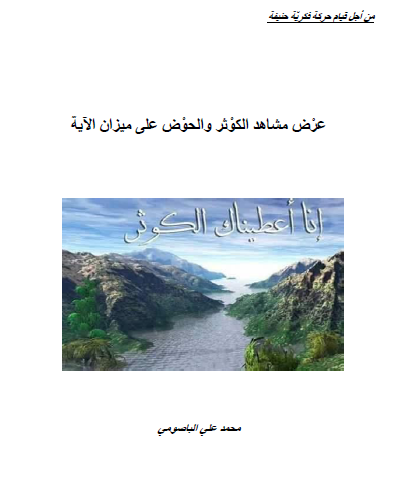 من أجل قيام حركة فكريّة حنيفة
عرْض مشاهد الكوْثر والحوْض على ميزان الآية
إنا أعطيناك الكوثر
محمد علي الباصومي